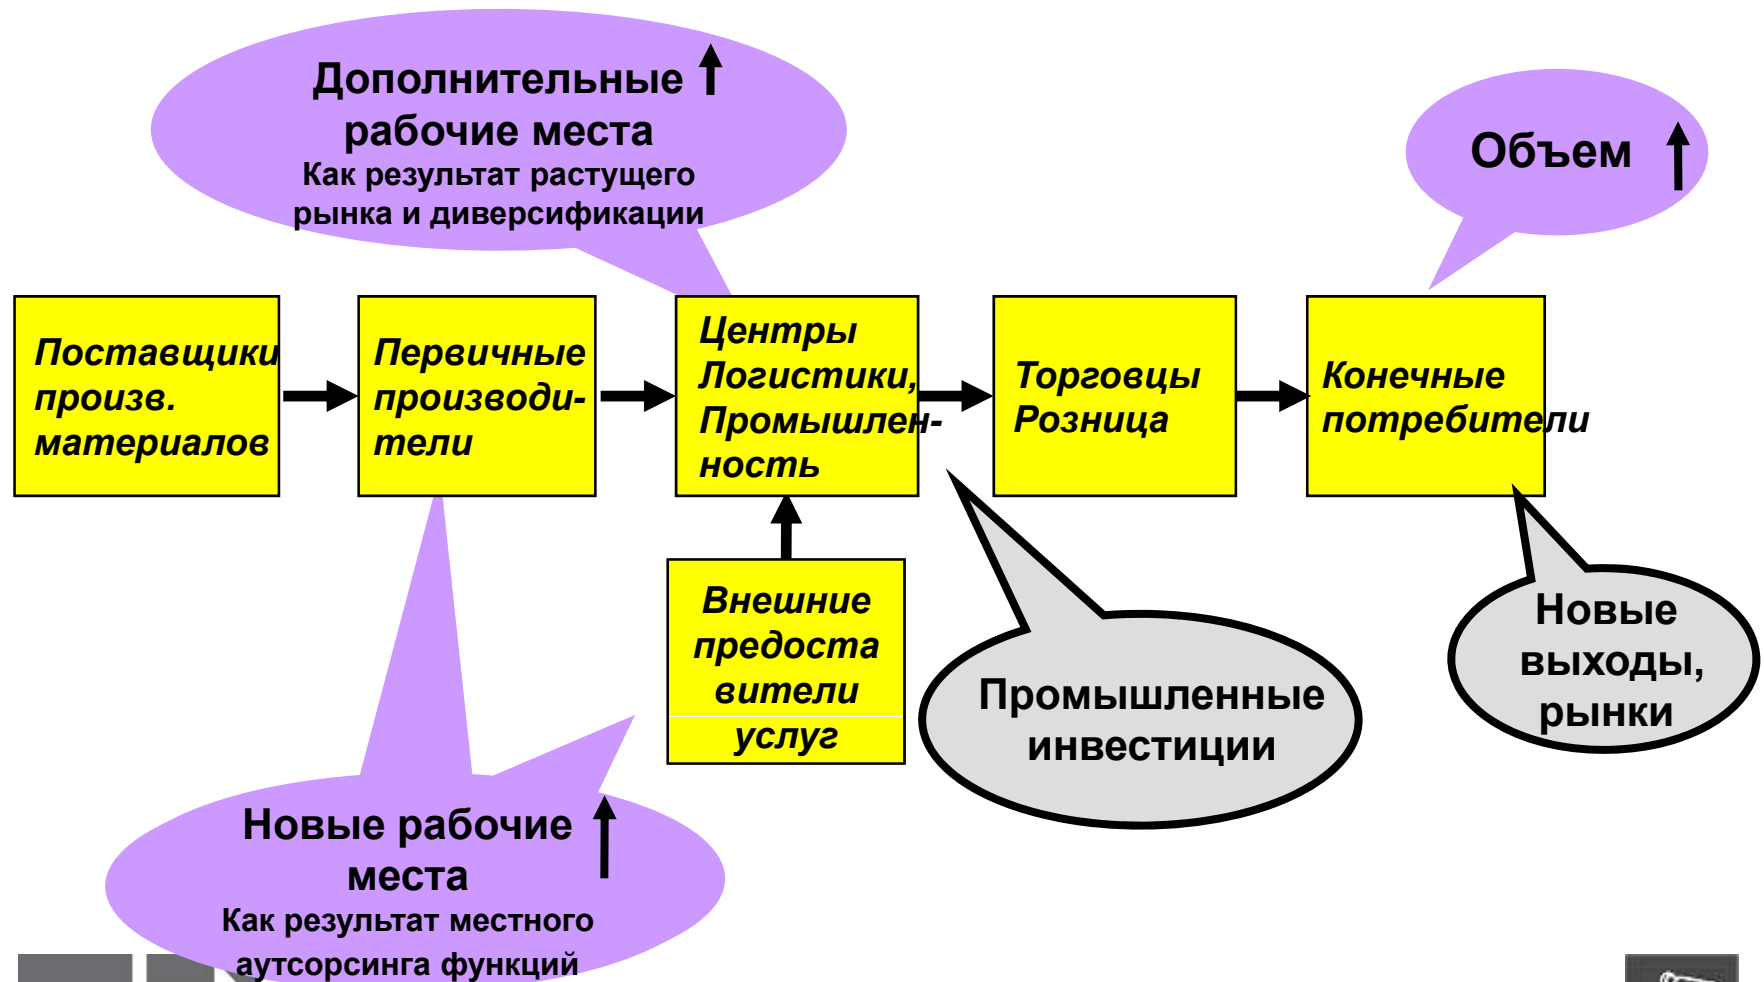 Дополнительные
рабочие места
Как результат растущего
рынка и диверсификации
Объем
Поставщики
произв.
материалов
Первичные
производи-
тели
Центры
Логистики,
Промышлен-
ность
Торговцы
Розница
Конечные
потребители
Внешние
предоста
вители
услуг
Промышленные
инвестиции
Новые
выходы,
рынки
Новые рабочие
места
Как результат местного
аутсорсинга функций